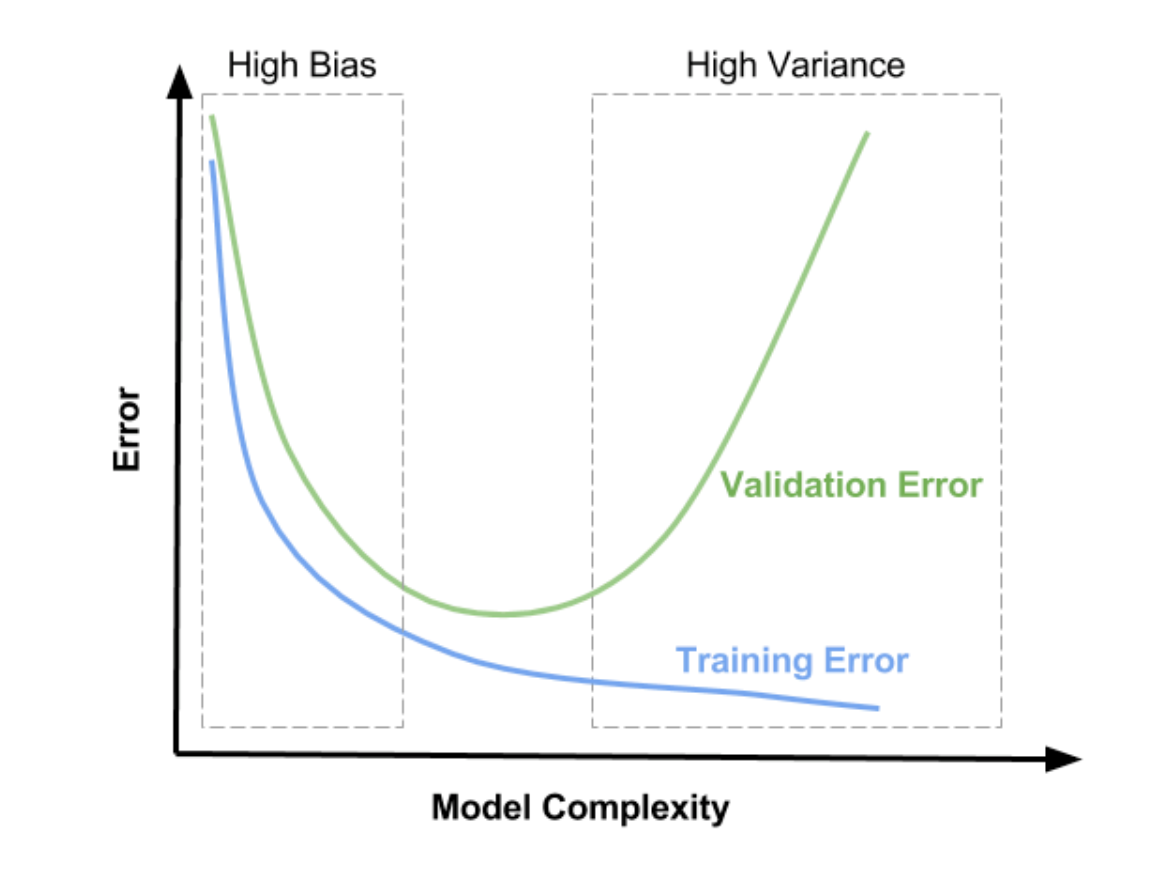 High Bias
High Variance
Error
Validation Error
Training Error
Model Complexity